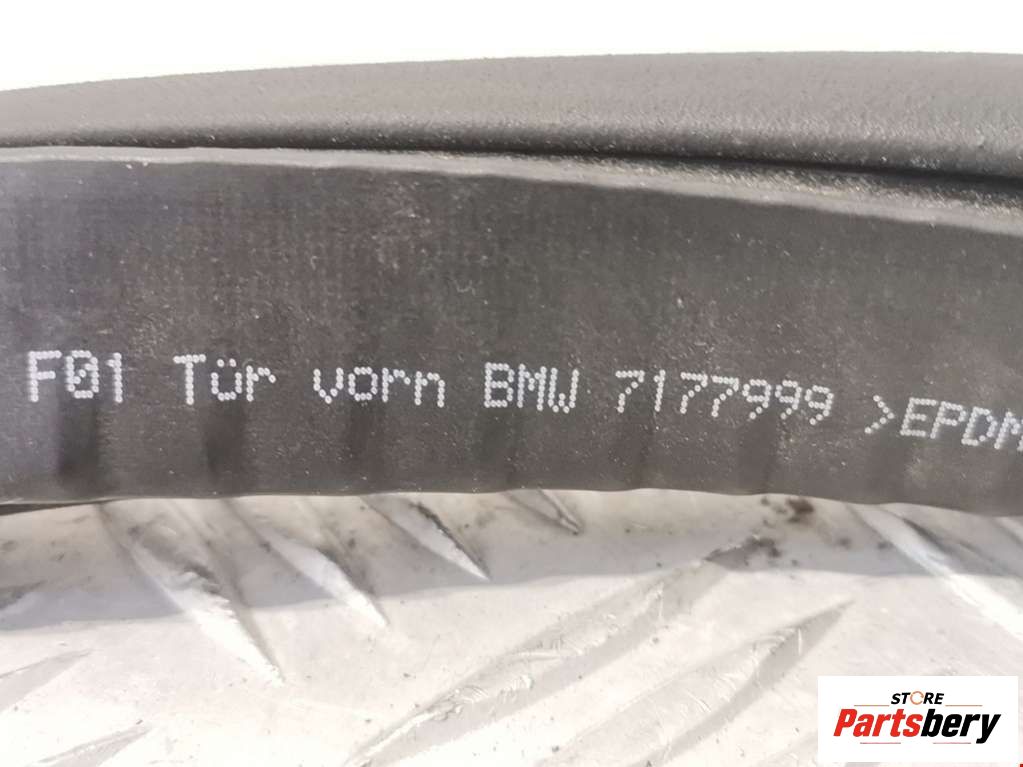 F01 Tür vorn BMW 7177999 >EPDM
STORE
Partsbery